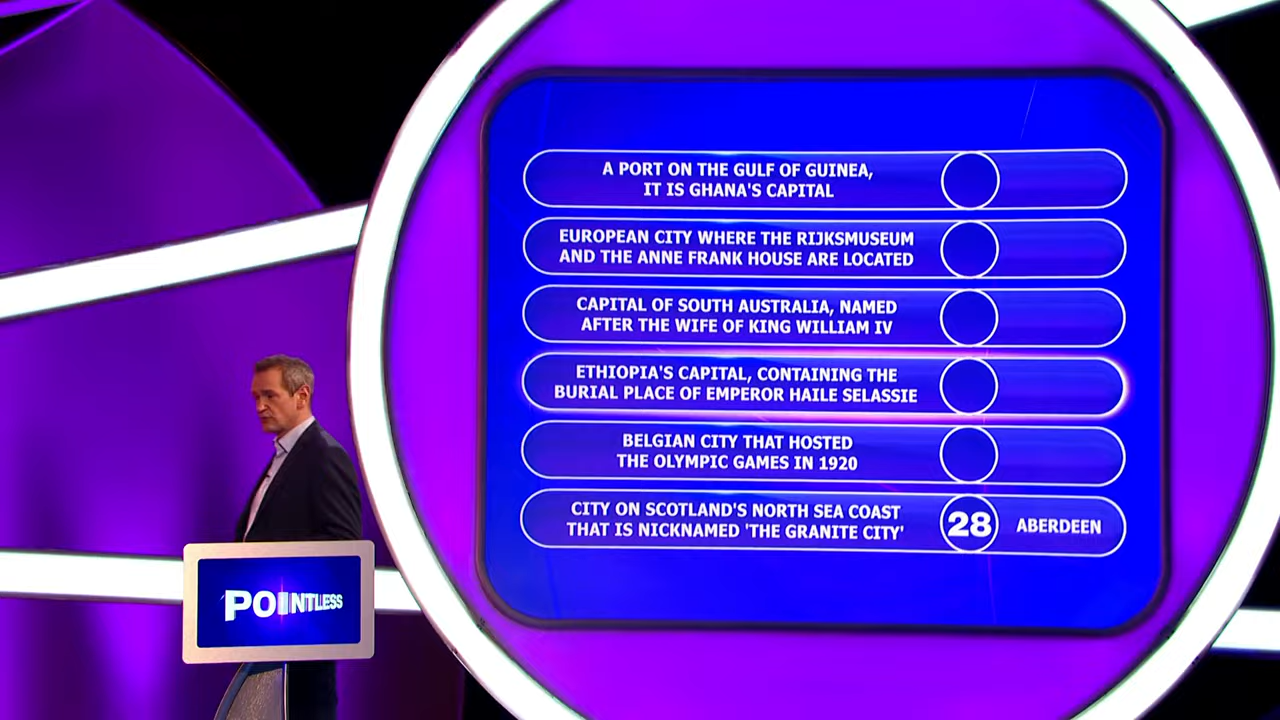 A PORT ON THE GULF OF GUINEA,
IT IS GHANA'S CAPITAL
EUROPEAN CITY WHERE THE RIJKSMUSEUM
AND THE ANNE FRANK HOUSE ARE LOCATED
CAPITAL OF SOUTH AUSTRALIA, NAMED
AFTER THE WIFE OF KING WILLIAM IV
ETHIOPIA'S CAPITAL, CONTAINING THE
BURIAL PLACE OF EMPEROR HAILE SELASSIE
BELGIAN CITY THAT HOSTED
THE OLYMPIC GAMES IN 1920
CITY ON SCOTLAND'S NORTH SEA COAST
THAT IS NICKNAMED 'THE GRANITE CITY'
28 ABERDEEN
POINTLESS